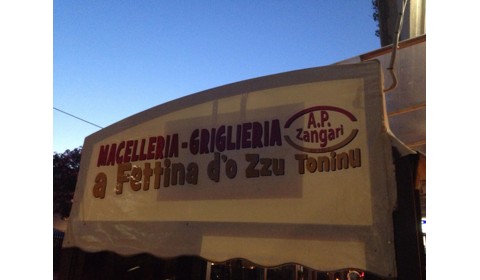 MACELLERIA - GRIGLIERIA
a Fettina d'o Zzu Toninu
A.P.
Zangari